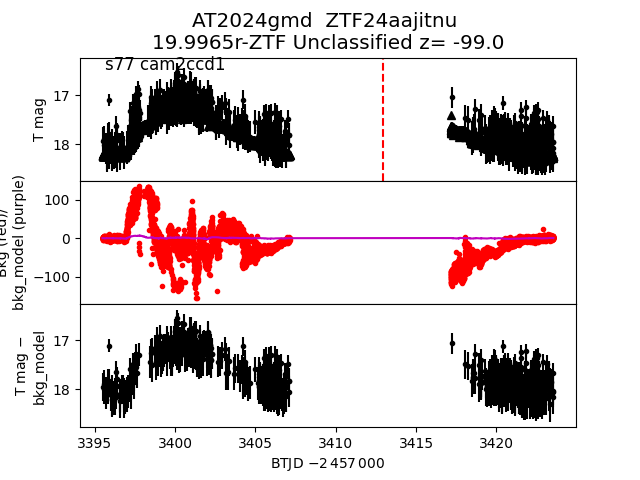 AT2024gmd  ZTF24aajitnu
19.9965r-ZTF Unclassified z= -99.0
s77 cam2ccd1
T mag
17
18
Bkg (red)/
bkg_model (purple)
100
0
−100
T mag −
bkg_model
17
18
3395
3400
3405
3410
3415
3420
BTJD −2 457 000